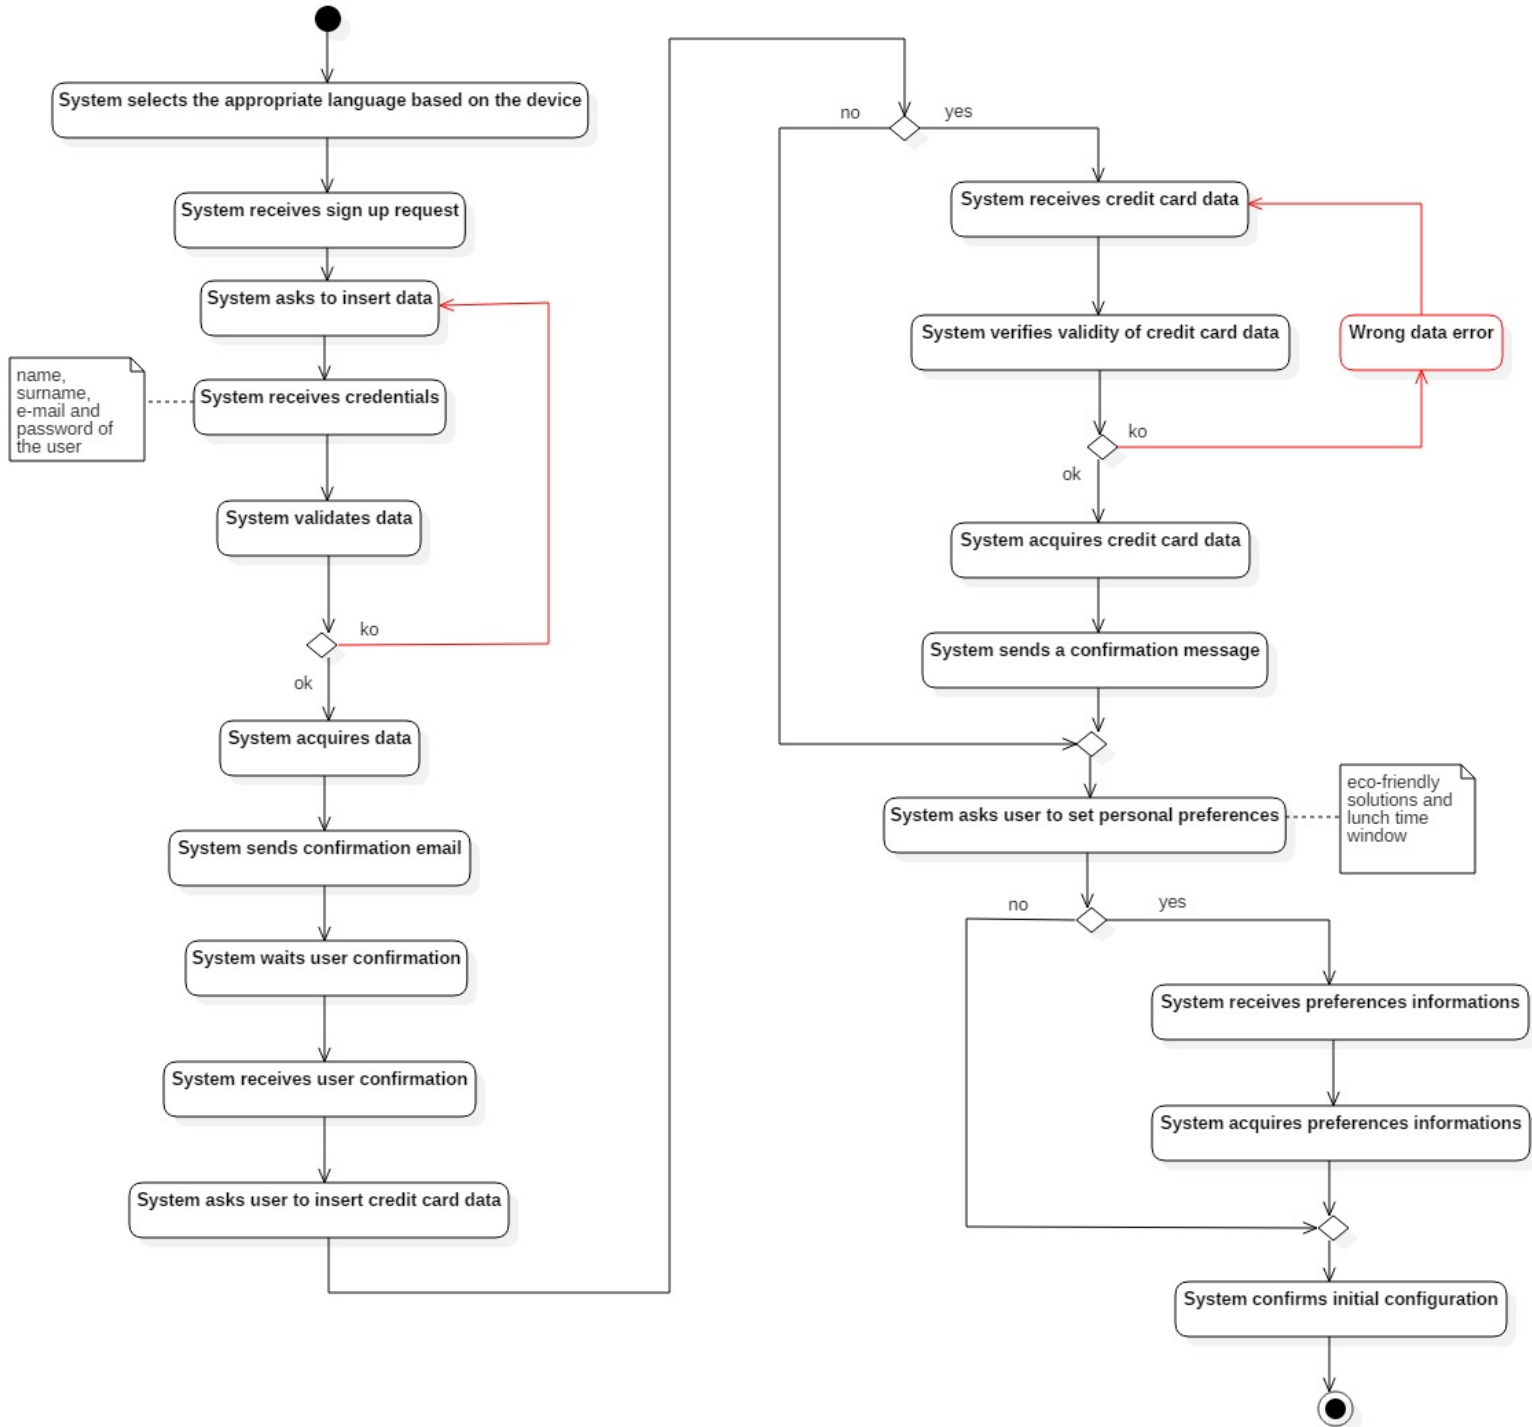 System selects the appropriate language based on the device
System receives sign up request
System asks to insert data
name,
surname,
e-mail and
password of
the user
System receives credentials
System validates data
ko
ok
System acquires data
System sends confirmation email
System waits user confirmation
System receives user confirmation
System asks user to insert credit card data
no
yes
System receives credit card data
System verifies validity of credit card data
Wrong data error
ko
ok
System acquires credit card data
System sends a confirmation message
System asks user to set personal preferences
eco-friendly
solutions and
lunch time
window
no
yes
System receives preferences informations
System acquires preferences informations
System confirms initial configuration